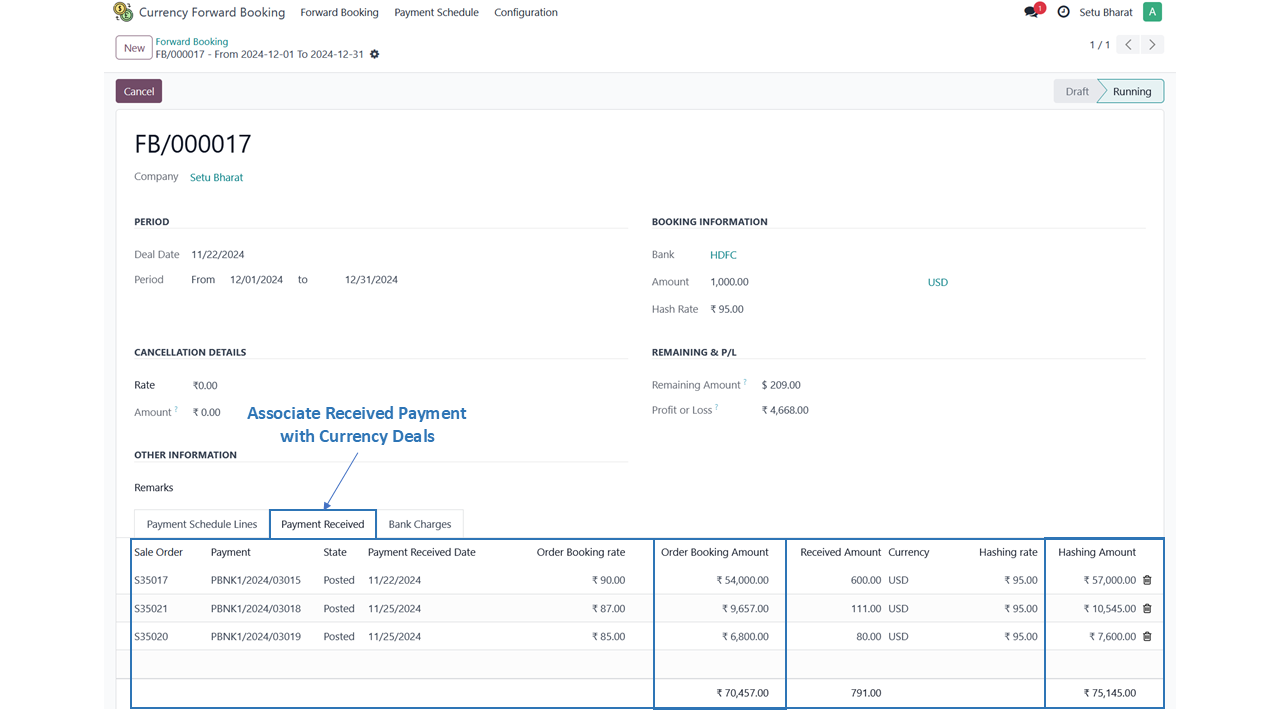 Currency Forward Booking Forward Booking Payment Schedule Configuration 1 Setu Bharat A
New Forward Booking 1 / 1
FB/000017 - From 2024-12-01 To 2024-12-31
Cancel Draft Running
FB/000017
Company Setu Bharat
PERIOD BOOKING INFORMATION
Deal Date 11/22/2024 Bank HDFC
Period From 12/01/2024 to 12/31/2024 Amount 1,000.00 USD
Hash Rate ₹ 95.00
CANCELLATION DETAILS REMAINING & P/L
Rate ₹0.00 Remaining Amount ? $ 209.00
Amount ? ₹ 0.00 Profit or Loss ? ₹ 4,668.00
Associate Received Payment
with Currency Deals
OTHER INFORMATION
Remarks
Payment Schedule Lines Payment Received Bank Charges
Sale Order Payment State Payment Received Date Order Booking rate Order Booking Amount Received Amount Currency Hashing rate Hashing Amount
S35017 PBNK1/2024/03015 Posted 11/22/2024 ₹ 90.00 ₹ 54,000.00 600.00 USD ₹ 95.00 ₹ 57,000.00
S35021 PBNK1/2024/03018 Posted 11/25/2024 ₹ 87.00 ₹ 9,657.00 111.00 USD ₹ 95.00 ₹ 10,545.00
S35020 PBNK1/2024/03019 Posted 11/25/2024 ₹ 85.00 ₹ 6,800.00 80.00 USD ₹ 95.00 ₹ 7,600.00
₹ 70,457.00 791.00 ₹ 75,145.00